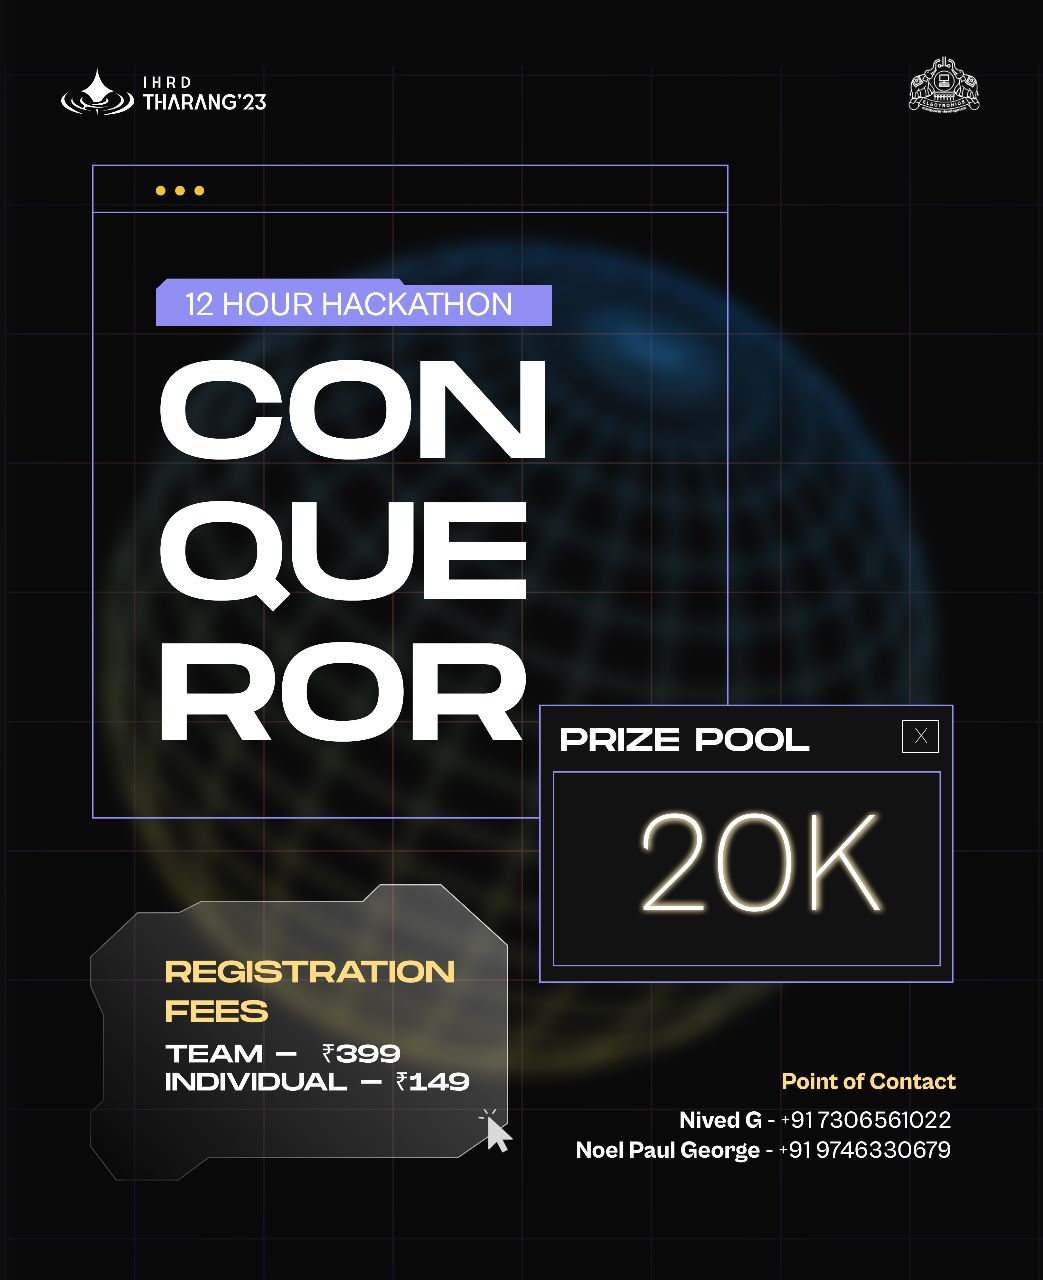 IHRD
THARANG'23
ELECTRONICS
12 HOUR HACKATHON
CON
QUE
ROR
PRIZE POOL
X
20K
REGISTRATION
FEES
TEAM – ₹399
INDIVIDUAL – ₹149
Point of Contact
Nived G - +91 7306561022
Noel Paul George - +91 9746330679